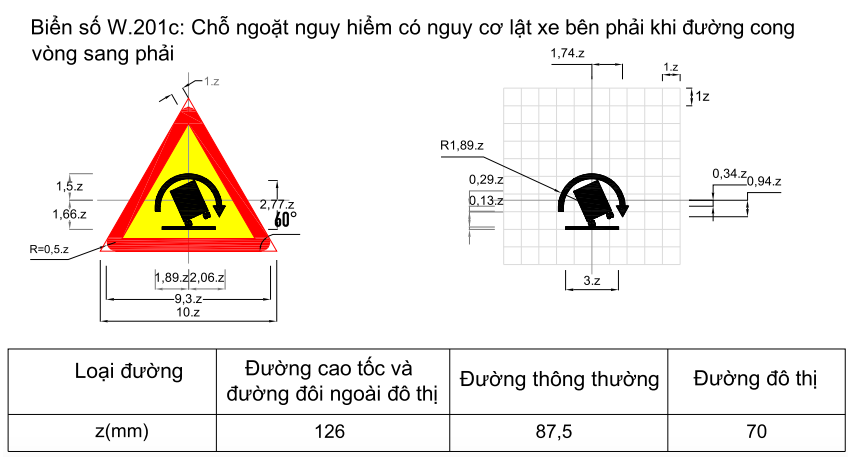 Biển số W.201c: Chỗ ngoặt nguy hiểm có nguy cơ lật xe bên phải khi đường cong
vòng sang phải
1.z
1,5.z
1,66.z
2,77.z
60°
R=0,5.z
1,89.z 2,06.z
9,3.z
10.z
1,74.z
1.z
1z
R1,89.z
0,29.z
0,13.z
0,34.z 0,94.z
3.z
Loại đường
Đường cao tốc và
đường đôi ngoài đô thị
Đường thông thường
Đường đô thị
z(mm) 126 87,5 70